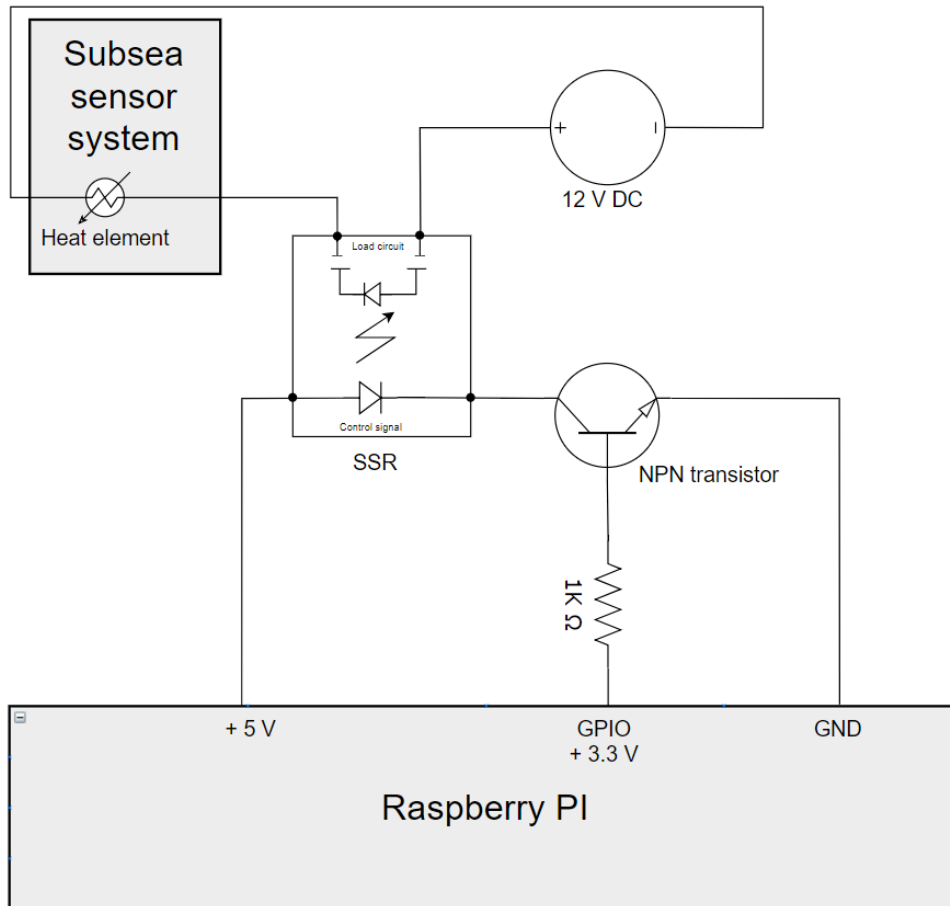 Subsea
sensor
system
Heat element
+
-
12 V DC
Load circuit
Control signal
SSR
NPN transistor
1K Ω
+ 5 V
GPIO
+ 3.3 V
GND
Raspberry PI